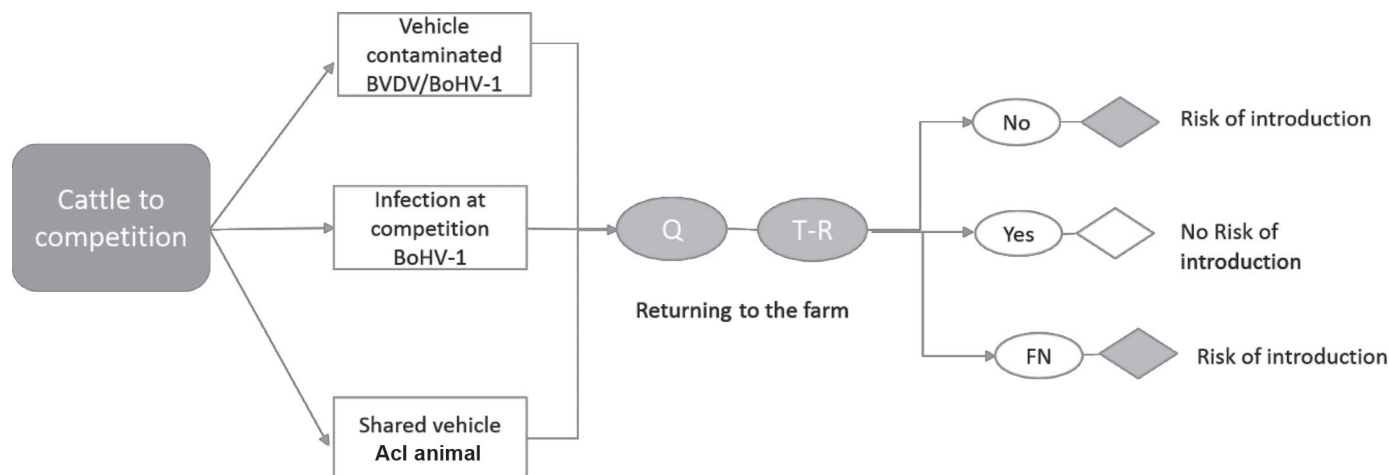 Cattle to
competition
Vehicle
contaminated
BVDV/BoHV-1
Infection at
competition
BoHV-1
Shared vehicle
Acl animal
Q
T-R
Returning to the farm
No
Risk of introduction
Yes
No Risk of
introduction
FN
Risk of introduction